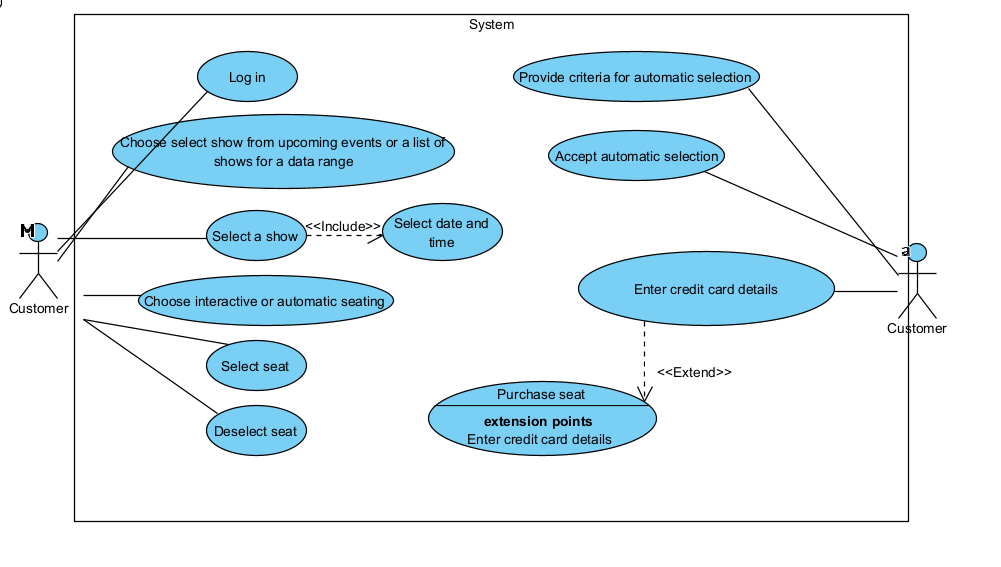 System
Log in
Provide criteria for automatic selection
Choose select show from upcoming events or a list of
shows for a data range
Accept automatic selection
Select a show
<<Include>>
Select date and
time
M
Customer
Choose interactive or automatic seating
Select seat
Deselect seat
Enter credit card details
a
Customer
<<Extend>>
Purchase seat
extension points
Enter credit card details